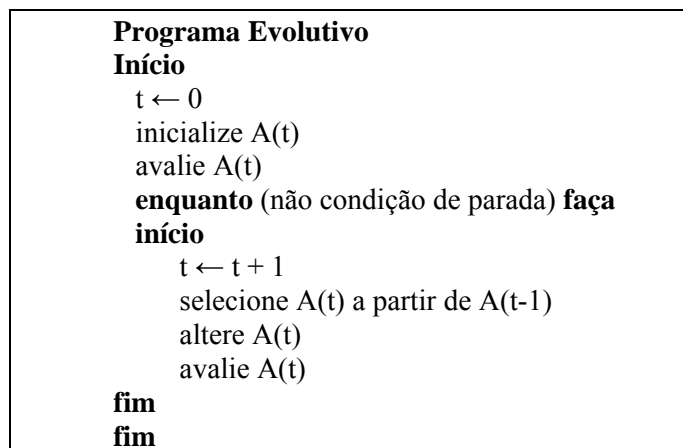 Programa Evolutivo
Início
t ← 0
inicialize A(t)
avalie A(t)
enquanto (não condição de parada) faça
início
t ← t + 1
selecione A(t) a partir de A(t-1)
altere A(t)
avalie A(t)
fim
fim